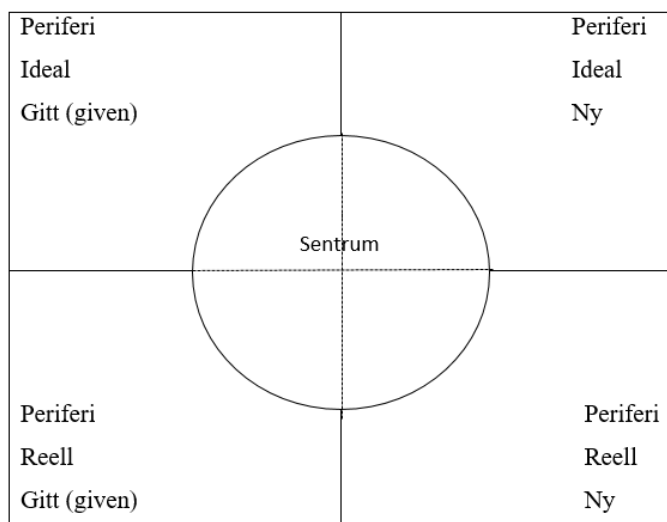 Periferi
Ideal
Gitt (given)
Periferi
Ideal
Ny
Sentrum
Periferi
Reell
Gitt (given)
Periferi
Reell
Ny